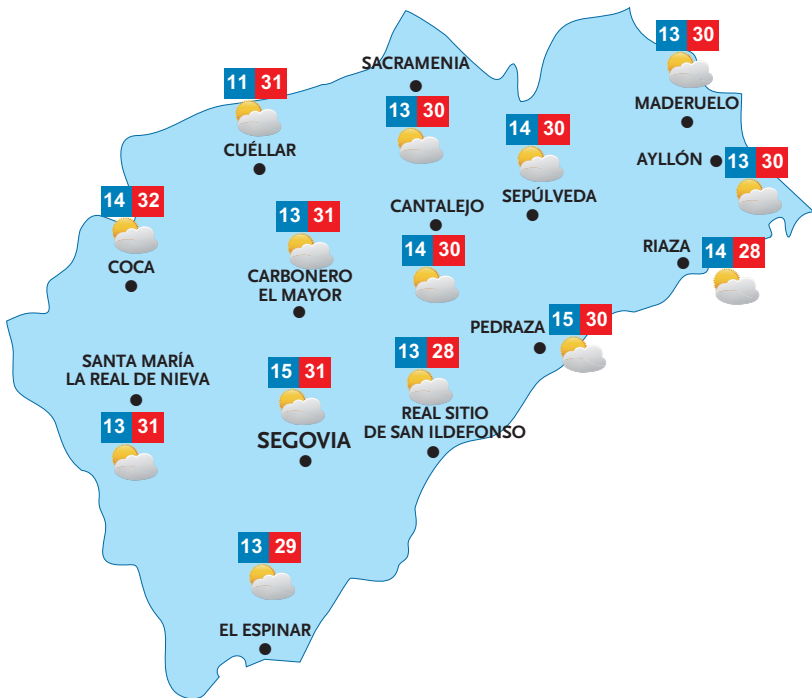 13 30
MADERUELO
SACRAMENIA
13 30
11 31
CUÉLLAR
14 30
SEPÚLVEDA
AYLLÓN
13 30
14 32
COCA
13 31
CARBONERO
EL MAYOR
CANTALEJO
14 30
RIAZA
14 28
PEDRAZA
15 30
SANTA MARÍA
LA REAL DE NIEVA
13 31
15 31
SEGOVIA
13 28
REAL SITIO
DE SAN ILDEFONSO
13 29
EL ESPINAR